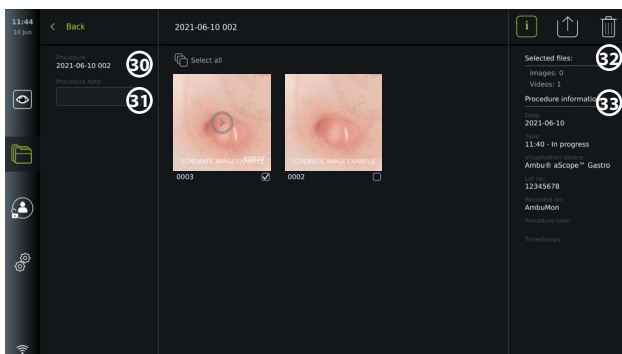 11:44
10 Jun
Back
2021-06-10 002
i
Procedure:
2021-06-10 002
30
Procedure note:
31
Select all
SCHEMATIC IMAGE EXAMPLE
SCHEMATIC IMAGE EXAMPLE
0003
0002
Selected files:
32
Images: 0
Videos: 1
Procedure information
33
Date:
2021-06-10
Time:
11:40 - In progress
Visualization device:
Ambu® aScope™ Gastro
Lot no.:
12345678
Recorded on:
AmbuMon
Procedure note:
Timestamps: